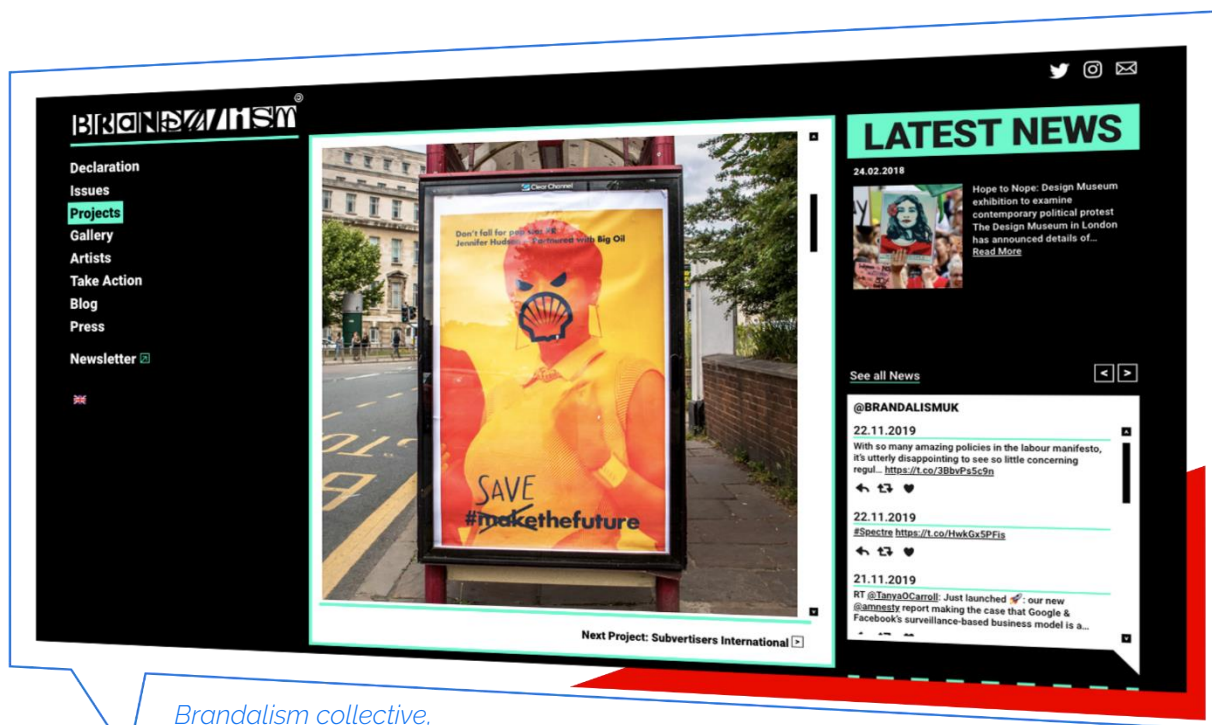 BRANDALISM
Declaration
Issues
Projects
Gallery
Artists
Take Action
Blog
Press
Newsletter
Clear Channel
Don't fall for pop star PR
Jennifer Hudson - Partnered with Big Oil
SAVE
#makethefuture
Next Project: Subvertisers International >
LATEST NEWS
24.02.2018
Hope to Nope: Design Museum
exhibition to examine
contemporary political protest
The Design Museum in London
has announced details of...
Read More
See all News
< >
@BRANDALISMUK
22.11.2019
With so many amazing policies in the labour manifesto,
it's utterly disappointing to see so little concerning
regul... https://t.co/3BbvPs5c9n
22.11.2019
#Spectre https://t.co/HwkGx5PFis
21.11.2019
RT @TanyaOCarroll: Just launched 🚀: our new
@amnesty report making the case that Google &
Facebook's surveillance-based business model is a...
Brandalism collective,